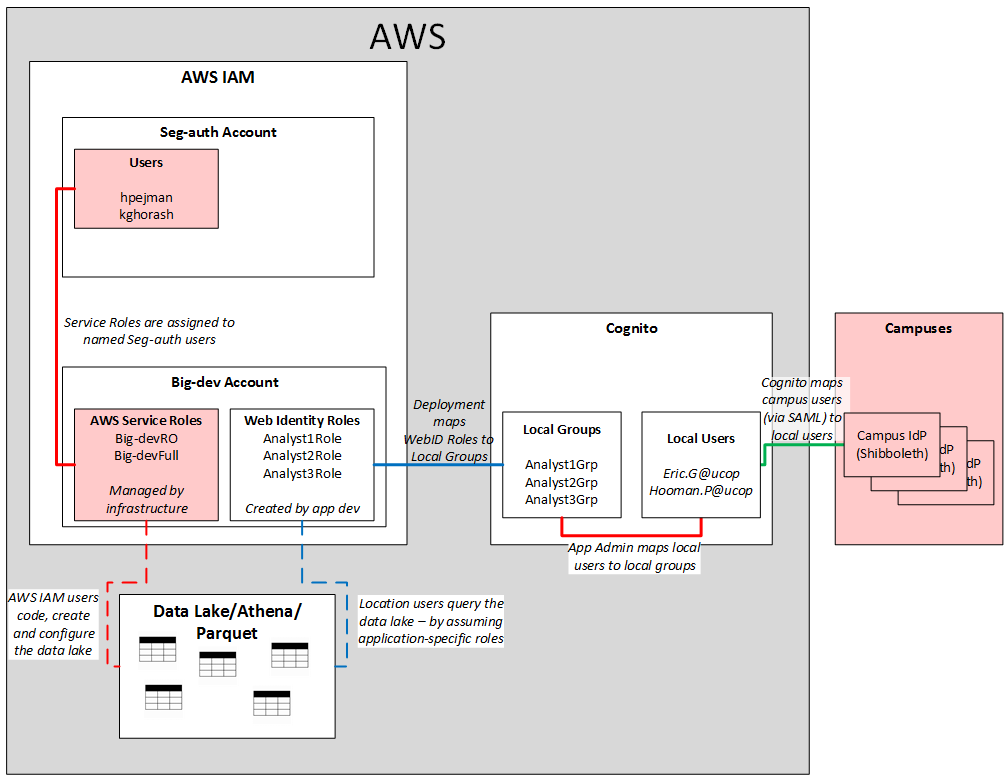 AWS
AWS IAM
Seg-auth Account
Users
hpejman
kghorash
Service Roles are assigned to
named Seg-auth users
Big-dev Account
AWS Service Roles
Big-devRO
Big-devFull
Managed by
infrastructure
Web Identity Roles
Analyst1Role
Analyst2Role
Analyst3Role
Created by app dev
Deployment
maps
WebID Roles to
Local Groups
Cognito
Local Groups
Analyst1Grp
Analyst2Grp
Analyst3Grp
Local Users
Eric.G@ucop
Hooman.P@ucop
App Admin maps local
users to local groups
Cognito maps
campus users
(via SAML) to
local users
Campuses
Campus IdP
(Shibboleth)
dP
th)
dP
th)
AWS IAM users
code, create
and configure
the data lake
Data Lake/Athena/
Parquet
Location users query the
data lake – by assuming
application-specific roles